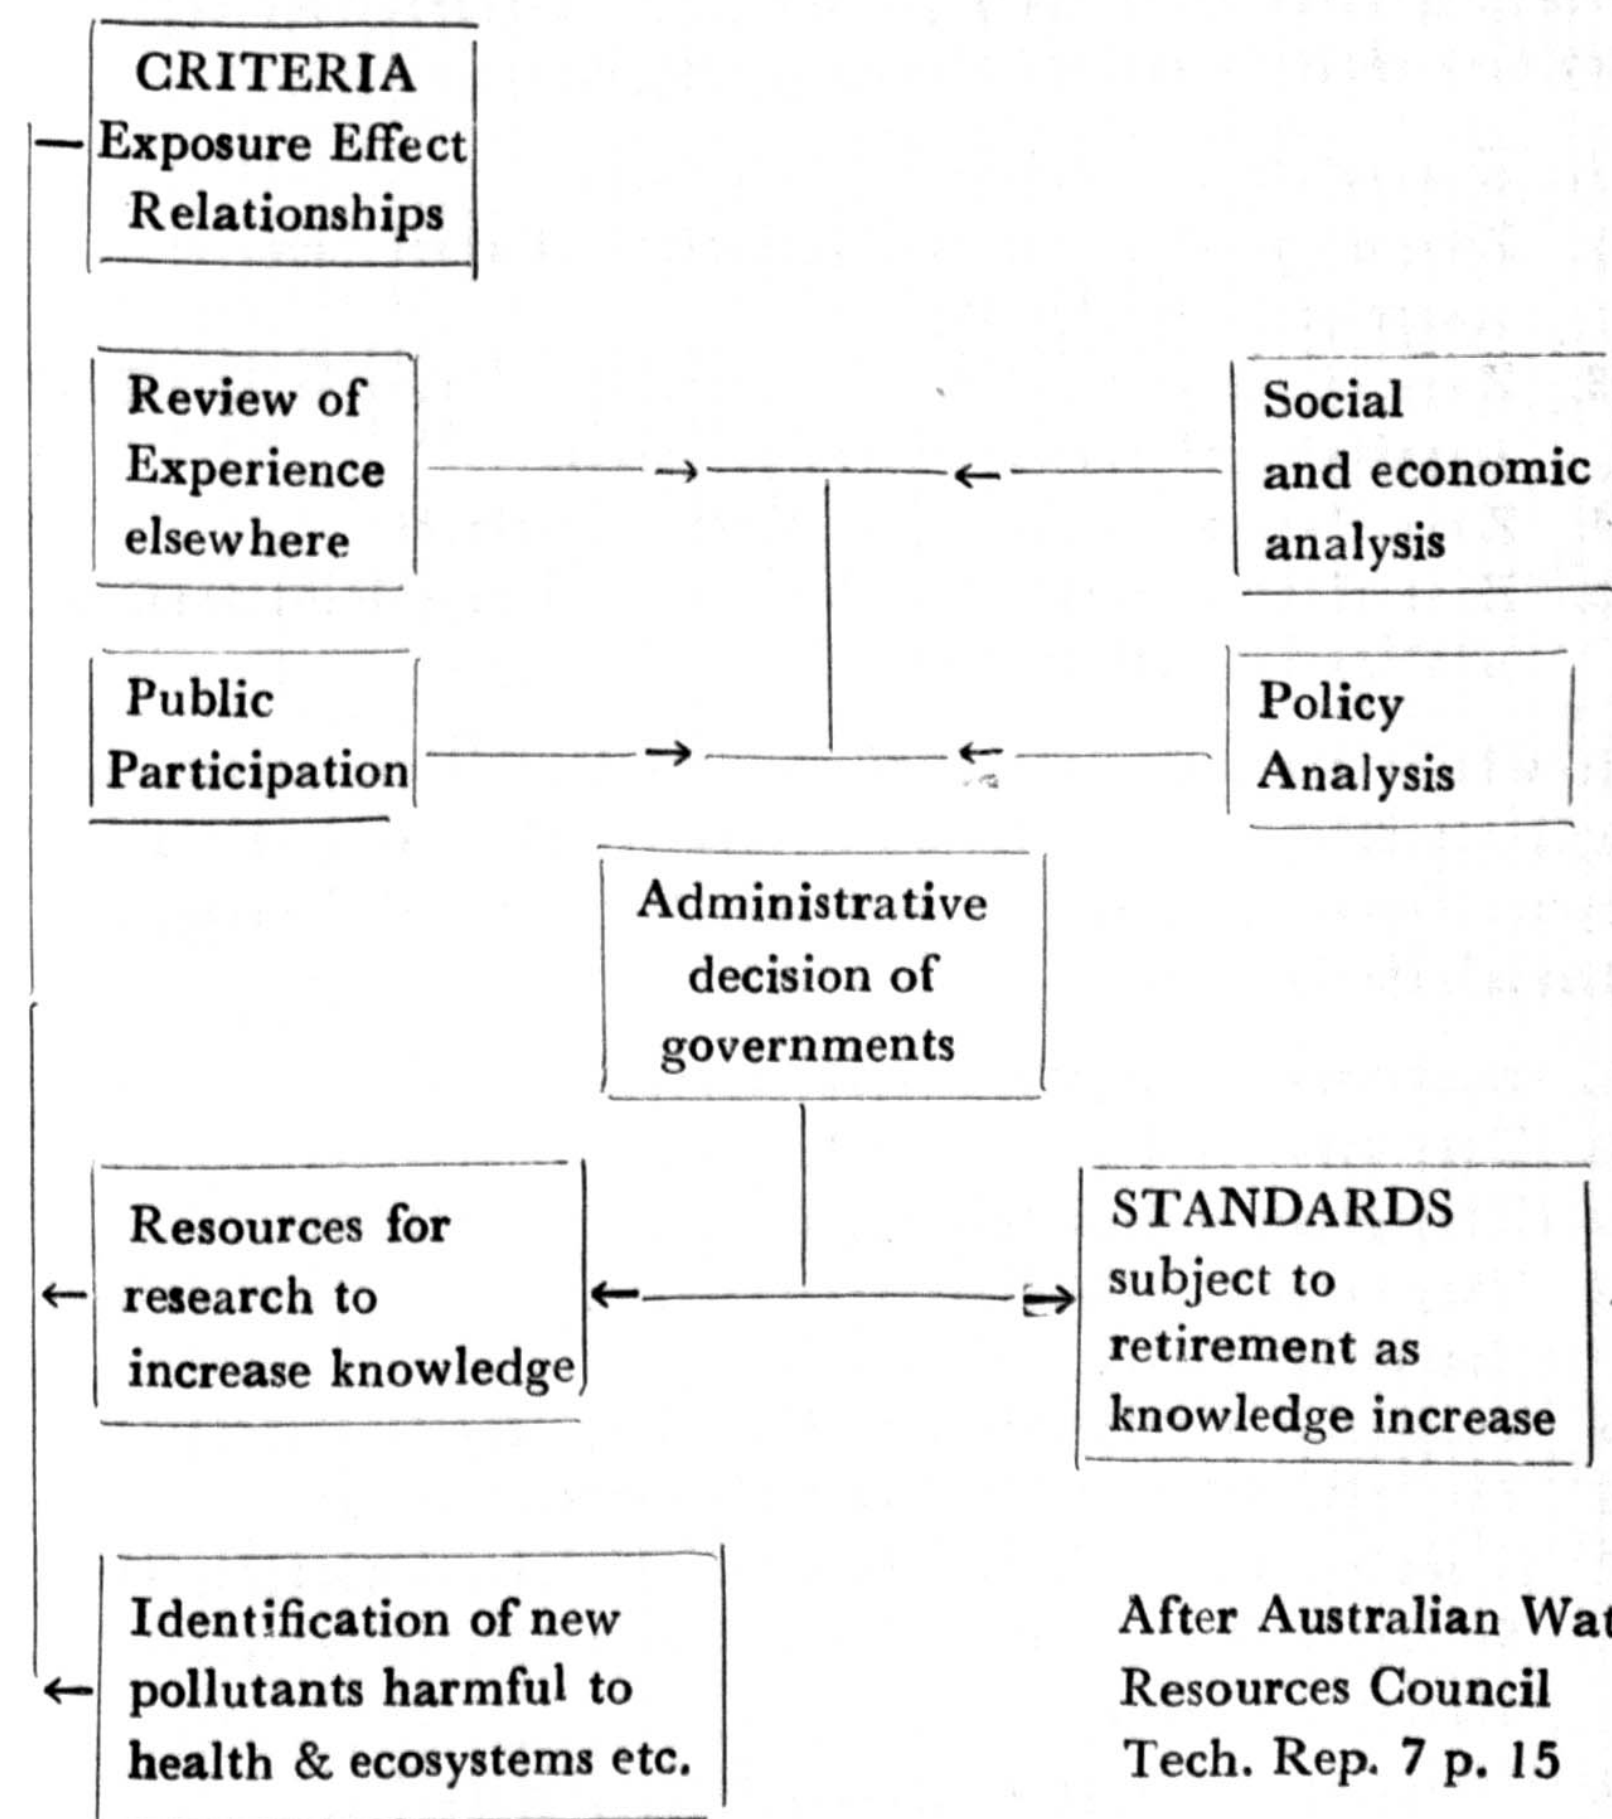 CRITERIA
Exposure Effect
Relationships
Review of
Experience
elsewhere
Social
and economic
analysis
Public
Participation
Policy
Analysis
Administrative
decision of
governments
Resources for
research to
increase knowledge
STANDARDS
subject to
retirement as
knowledge increase
Identification of new
pollutants harmful to
health & ecosystems etc.
After Australian Wat
Resources Council
Tech. Rep. 7 p. 15